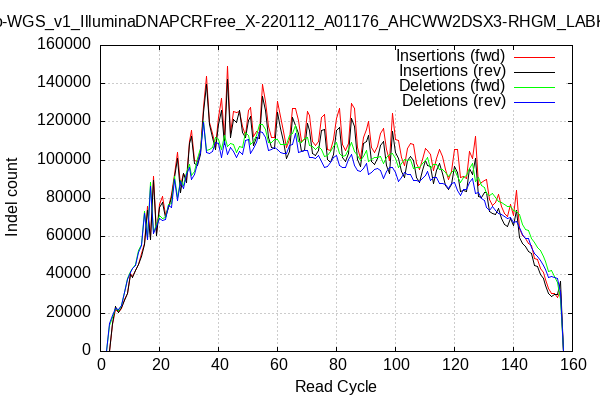 o-WGS_v1_IlluminaDNAPCRFree_X-220112_A01176_AHCWW2DSX3-RHGM_LABK
160000
140000
120000
100000
80000
60000
40000
20000
0
Indel count
Insertions (fwd)
Insertions (rev)
Deletions (fwd)
Deletions (rev)
0 20 40 60 80 100 120 140 160
Read Cycle